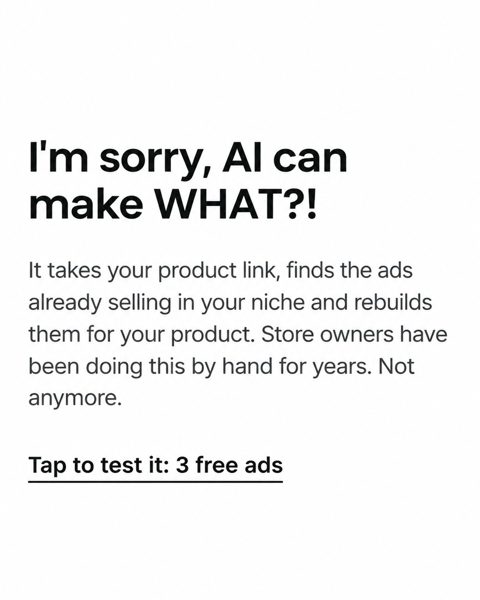 I'm sorry, AI can
make WHAT?!
It takes your product link, finds the ads
already selling in your niche and rebuilds
them for your product. Store owners have
been doing this by hand for years. Not
anymore.
Tap to test it: 3 free ads